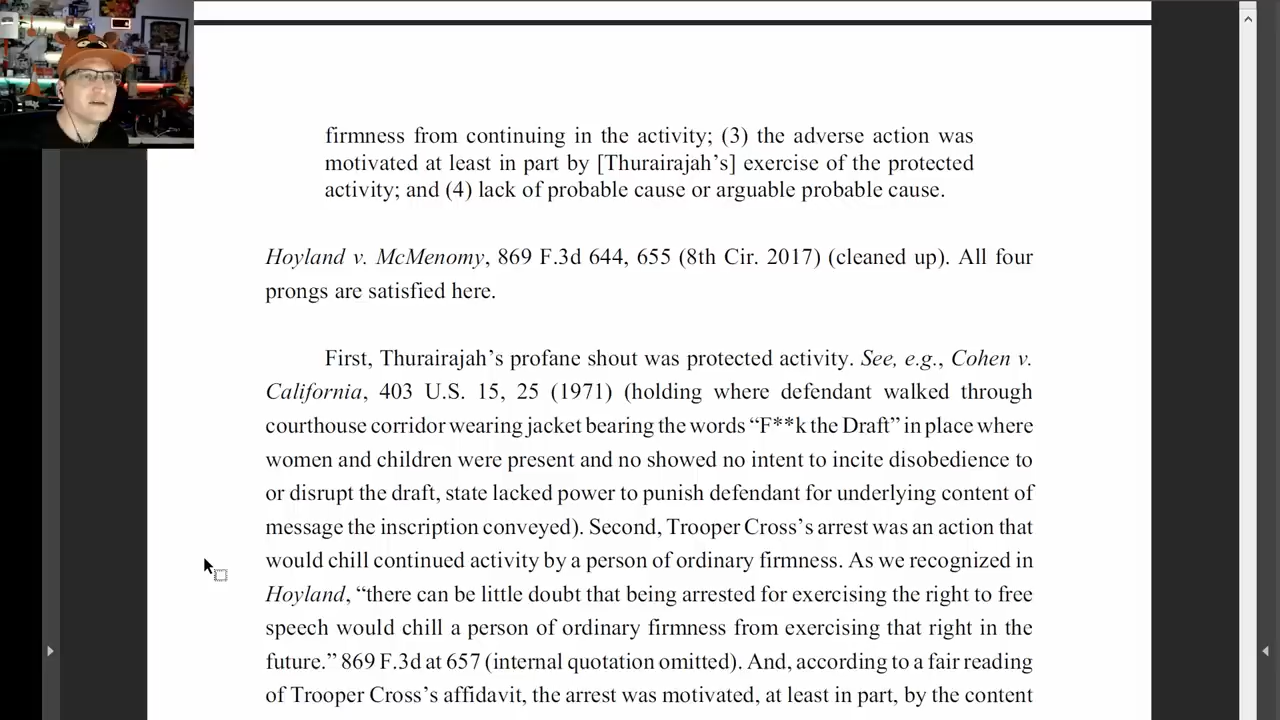 firmness from continuing in the activity; (3) the adverse action was
motivated at least in part by [Thurairajah’s] exercise of the protected
activity; and (4) lack of probable cause or arguable probable cause.
Hoyland v. McMenomy, 869 F.3d 644, 655 (8th Cir. 2017) (cleaned up). All four
prongs are satisfied here.
First, Thurairajah’s profane shout was protected activity. See, e.g., Cohen v.
California, 403 U.S. 15, 25 (1971) (holding where defendant walked through
courthouse corridor wearing jacket bearing the words “F**k the Draft” in place where
women and children were present and no showed no intent to incite disobedience to
or disrupt the draft, state lacked power to punish defendant for underlying content of
message the inscription conveyed). Second, Trooper Cross’s arrest was an action that
would chill continued activity by a person of ordinary firmness. As we recognized in
Hoyland, “there can be little doubt that being arrested for exercising the right to free
speech would chill a person of ordinary firmness from exercising that right in the
future.” 869 F.3d at 657 (internal quotation omitted). And, according to a fair reading
of Trooper Cross’s affidavit, the arrest was motivated, at least in part, by the content